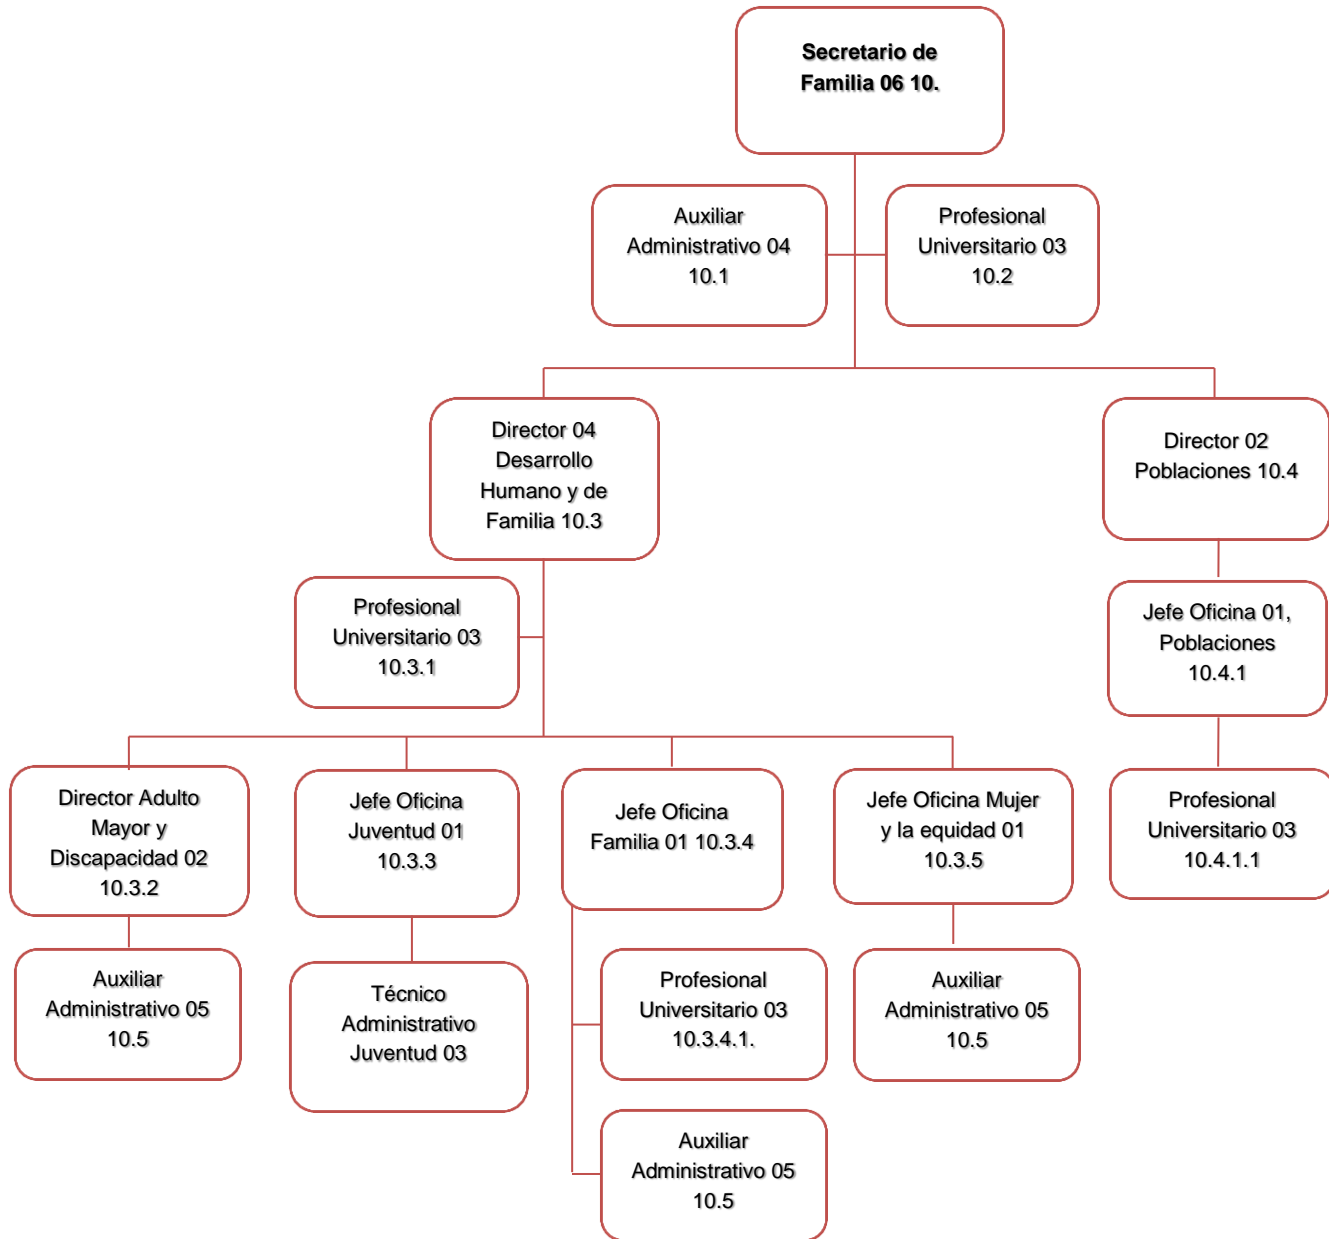 Secretario de
Familia 06 10.
Auxiliar
Administrativo 04
10.1
Profesional
Universitario 03
10.2
Director 04
Desarrollo
Humano y de
Familia 10.3
Director 02
Poblaciones 10.4
Profesional
Universitario 03
10.3.1
Jefe Oficina 01,
Poblaciones
10.4.1
Director Adulto
Mayor y
Discapacidad 02
10.3.2
Jefe Oficina
Juventud 01
10.3.3
Jefe Oficina
Familia 01 10.3.4
Jefe Oficina Mujer
y la equidad 01
10.3.5
Profesional
Universitario 03
10.4.1.1
Auxiliar
Administrativo 05
10.5
Técnico
Administrativo
Juventud 03
Profesional
Universitario 03
10.3.4.1.
Auxiliar
Administrativo 05
10.5
Auxiliar
Administrativo 05
10.5